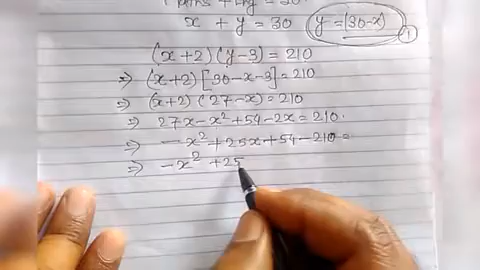 x + y = 30 y = (30-x) 1
(x+2)(y-3) = 210
⇒ (x+2)[30-x-3] = 210
⇒ (x+2)(27-x) = 210
⇒ 27x - x² + 54 - 2x = 210.
⇒ -x² + 25x + 54 - 210 =
⇒ -x² + 25